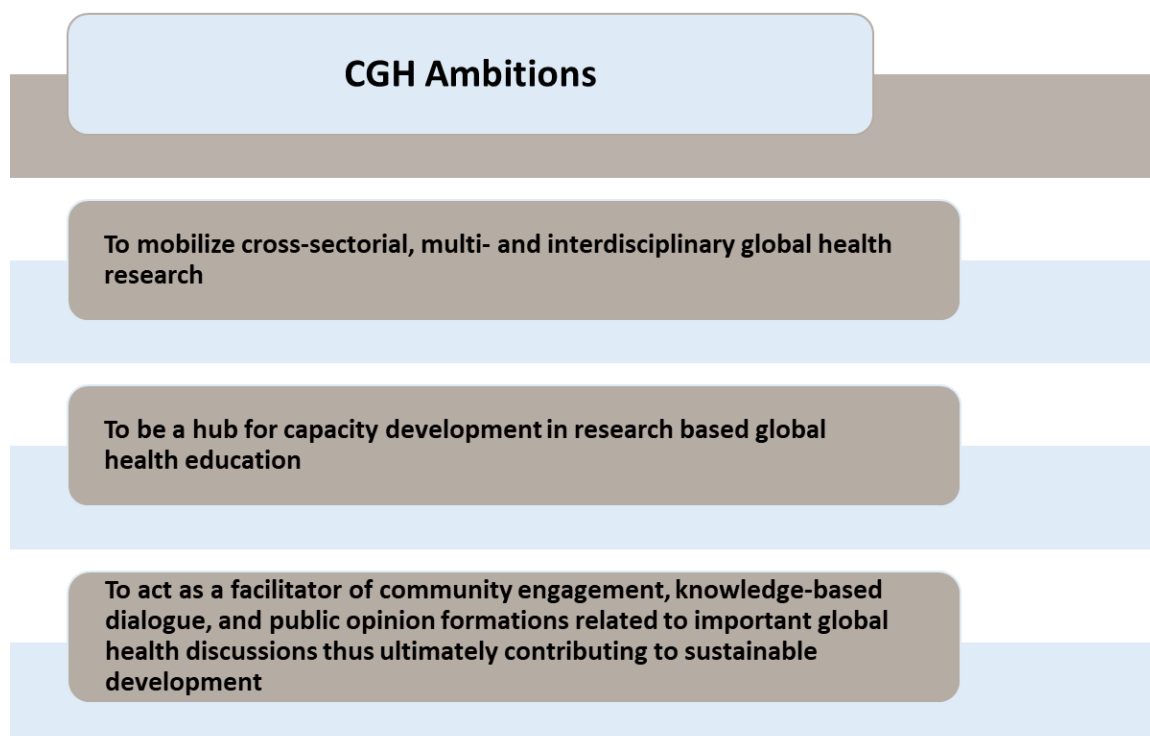 CGH Ambitions
To mobilize cross-sectorial, multi- and interdisciplinary global health
research
To be a hub for capacity development in research based global
health education
To act as a facilitator of community engagement, knowledge-based
dialogue, and public opinion formations related to important global
health discussions thus ultimately contributing to sustainable
development